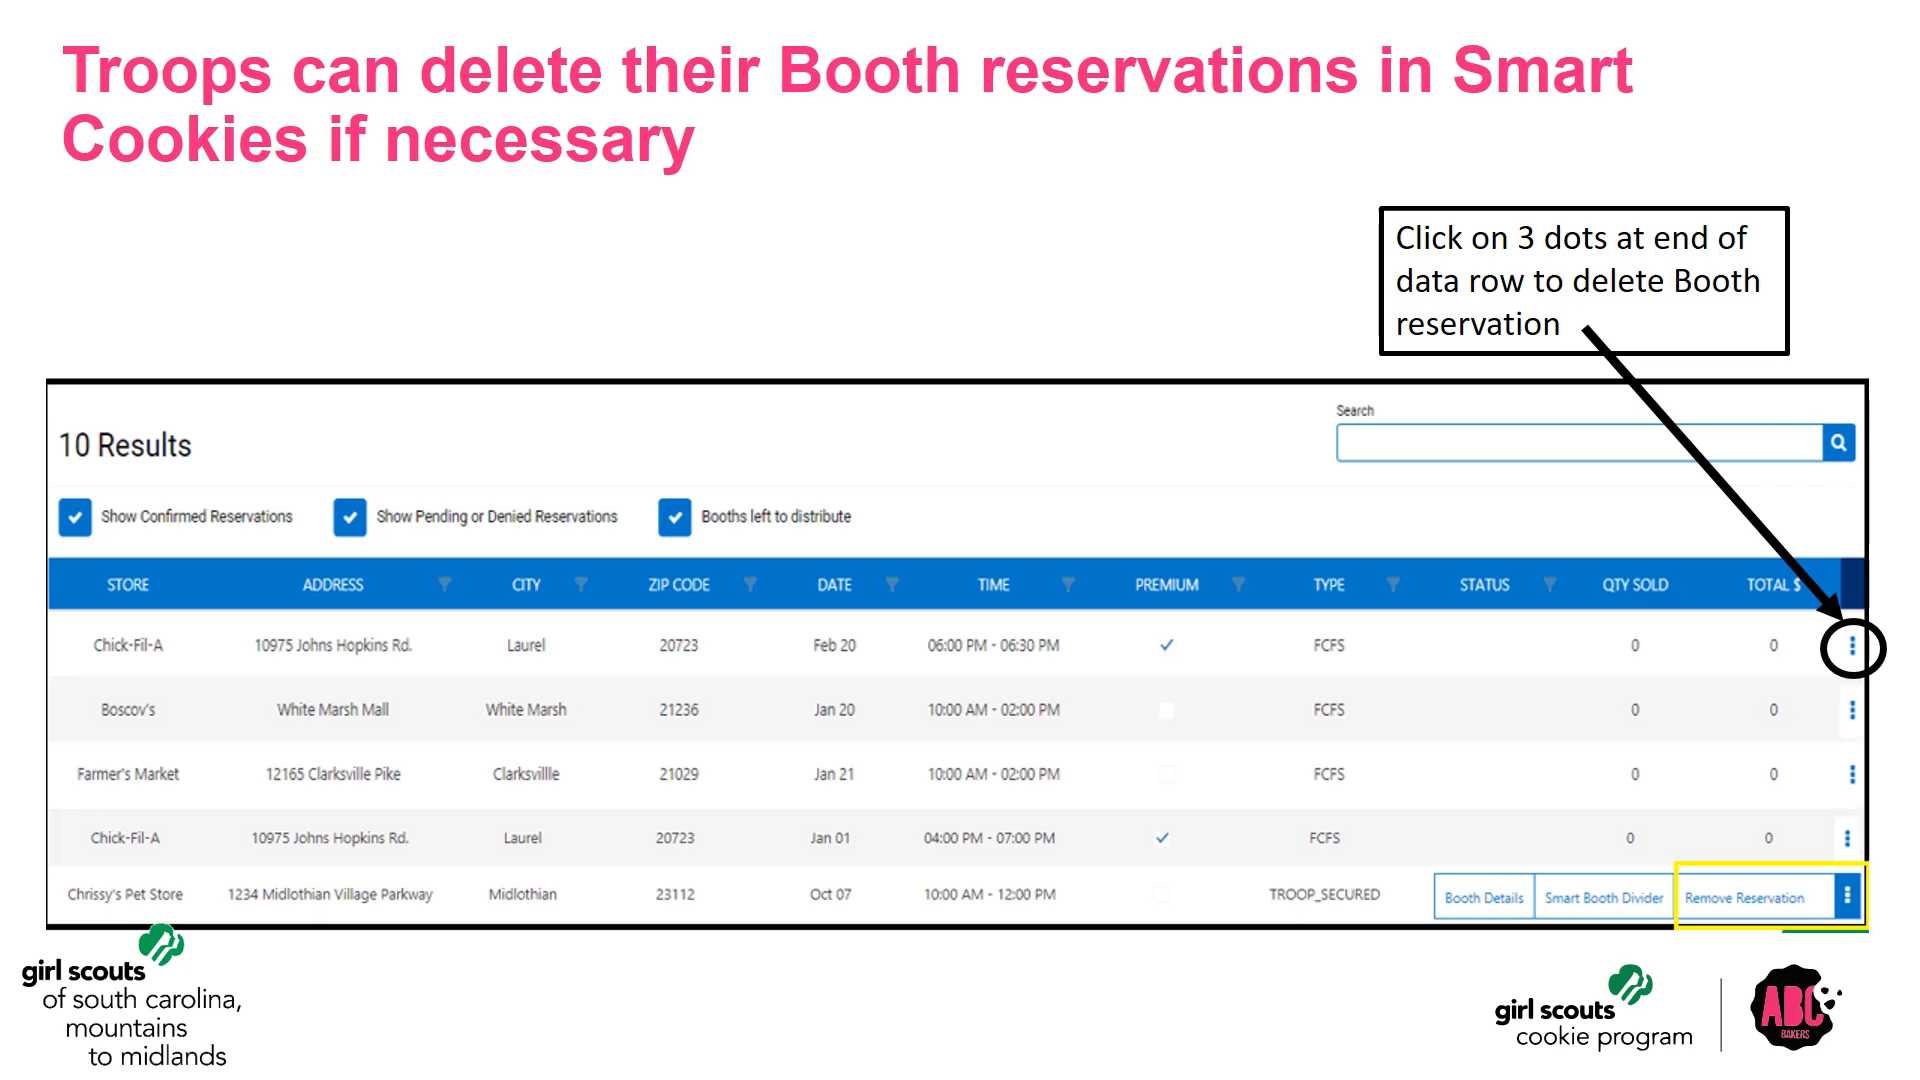 Troops can delete their Booth reservations in Smart
Cookies if necessary
Click on 3 dots at end of
data row to delete Booth
reservation
Search
10 Results
Show Confirmed Reservations Show Pending or Denied Reservations Booths left to distribute
STORE ADDRESS CITY ZIP CODE DATE TIME PREMIUM TYPE STATUS QTY SOLD TOTAL $
Chick-Fil-A 10975 Johns Hopkins Rd. Laurel 20723 Feb 20 06:00 PM - 06:30 PM FCFS 0 0
Boscov's White Marsh Mall White Marsh 21236 Jan 20 10:00 AM - 02:00 PM FCFS 0 0
Farmer's Market 12165 Clarksville Pike Clarksvillle 21029 Jan 21 10:00 AM - 02:00 PM FCFS 0 0
Chick-Fil-A 10975 Johns Hopkins Rd. Laurel 20723 Jan 01 04:00 PM - 07:00 PM FCFS 0 0
Chrissy's Pet Store 1234 Midlothian Village Parkway Midlothian 23112 Oct 07 10:00 AM - 12:00 PM TROOP_SECURED Booth Details Smart Booth Divider Remove Reservation
girl scouts
of south carolina,
mountains
to midlands
girl scouts
cookie program
ABC
BAKERS